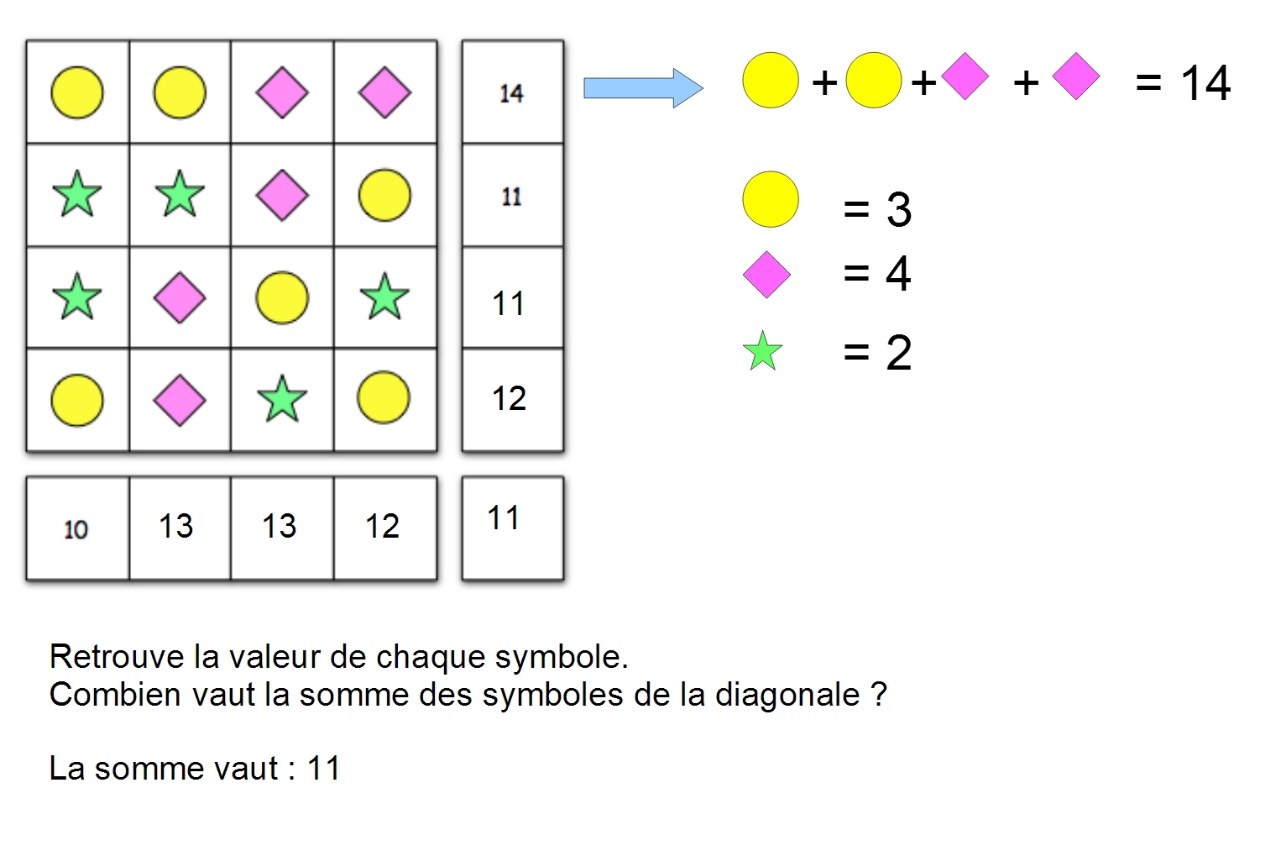 14
+ + + = 14
11
= 3
11
= 4
12
= 2
10 13 13 12 11
Retrouve la valeur de chaque symbole.
Combien vaut la somme des symboles de la diagonale ?
La somme vaut : 11